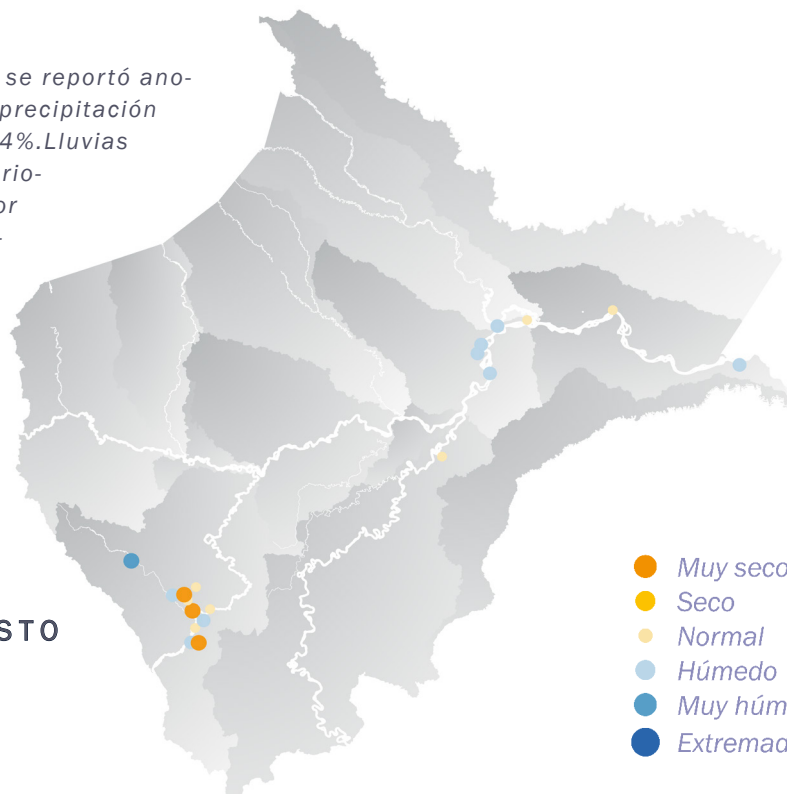 se reportó ano-
precipitación
4%.Lluvias
rio-
or
STO
Muy seco
Seco
Normal
Húmedo
Muy húm
Extremad